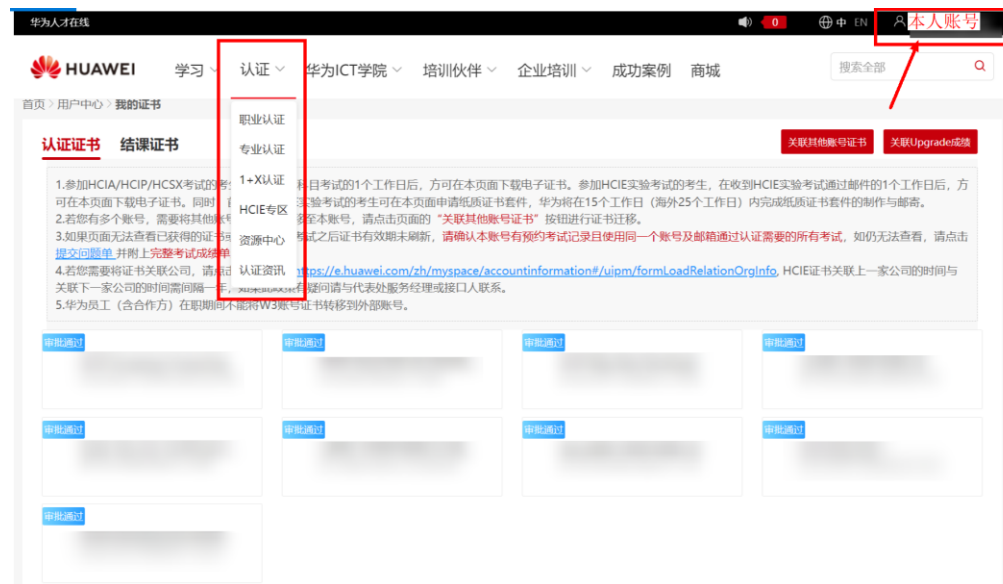 华为人才在线
0
中 EN
本人账号
HUAWEI
学习
认证
华为ICT学院
培训伙伴
企业培训
成功案例
商城
搜索全部
首页 > 用户中心 > 我的证书
职业认证
专业认证
1+X认证
HCIE专区
资源中心
认证资讯
认证证书
结课证书
关联其他账号证书
关联Upgrade成绩
1.参加HCIA/HCIP/HCSX考试的考 科目考试的1个工作日后，方可在本页面下载电子证书。参加HCIE实验考试的考生，在收到HCIE实验考试通过邮件的1个工作日后，方
可在本页面下载电子证书。同时， 实验考试的考生可在本页面申请纸质证书套件，华为将在15个工作日（海外25个工作日）内完成纸质证书套件的制作与邮寄。
2.若您有多个账号，需要将其他账号 至本账号，请点击页面的 “关联其他账号证书” 按钮进行证书迁移。
3.如果页面无法查看已获得的证书或 考试之后证书有效期未刷新，请确认本账号有预约考试记录且使用同一个账号及邮箱通过认证需要的所有考试，如仍无法查看，请点击
提交问题单 并附上完整考试成绩单
4.若您需要将证书关联公司，请点击 https://e.huawei.com/zh/myspace/accountinformation#/uipm/formLoadRelationOrgInfo, HCIE证书关联上一家公司的时间与
关联下一家公司的时间需间隔一年，如果此政策有疑问请与代表处服务经理或接口人联系。
5.华为员工（含合作方）在职期间不能将W3账号证书转移到外部账号。
审批通过
审批通过
审批通过
审批通过
审批通过
审批通过
审批通过
审批通过
审批通过